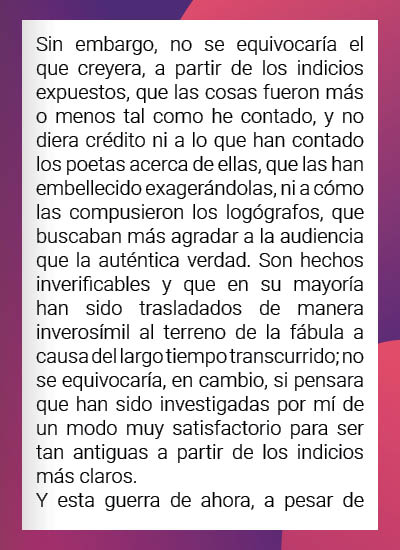 Sin embargo, no se equivocaría el
que creyera, a partir de los indicios
expuestos, que las cosas fueron más
o menos tal como he contado, y no
diera crédito ni a lo que han contado
los poetas acerca de ellas, que las han
embellecido exagerándolas, ni a cómo
las compusieron los logógrafos, que
buscaban más agradar a la audiencia
que la auténtica verdad. Son hechos
inverificables y que en su mayoría
han sido trasladados de manera
inverosímil al terreno de la fábula a
causa del largo tiempo transcurrido; no
se equivocaría, en cambio, si pensara
que han sido investigadas por mí de
un modo muy satisfactorio para ser
tan antiguas a partir de los indicios
más claros.
Y esta guerra de ahora, a pesar de